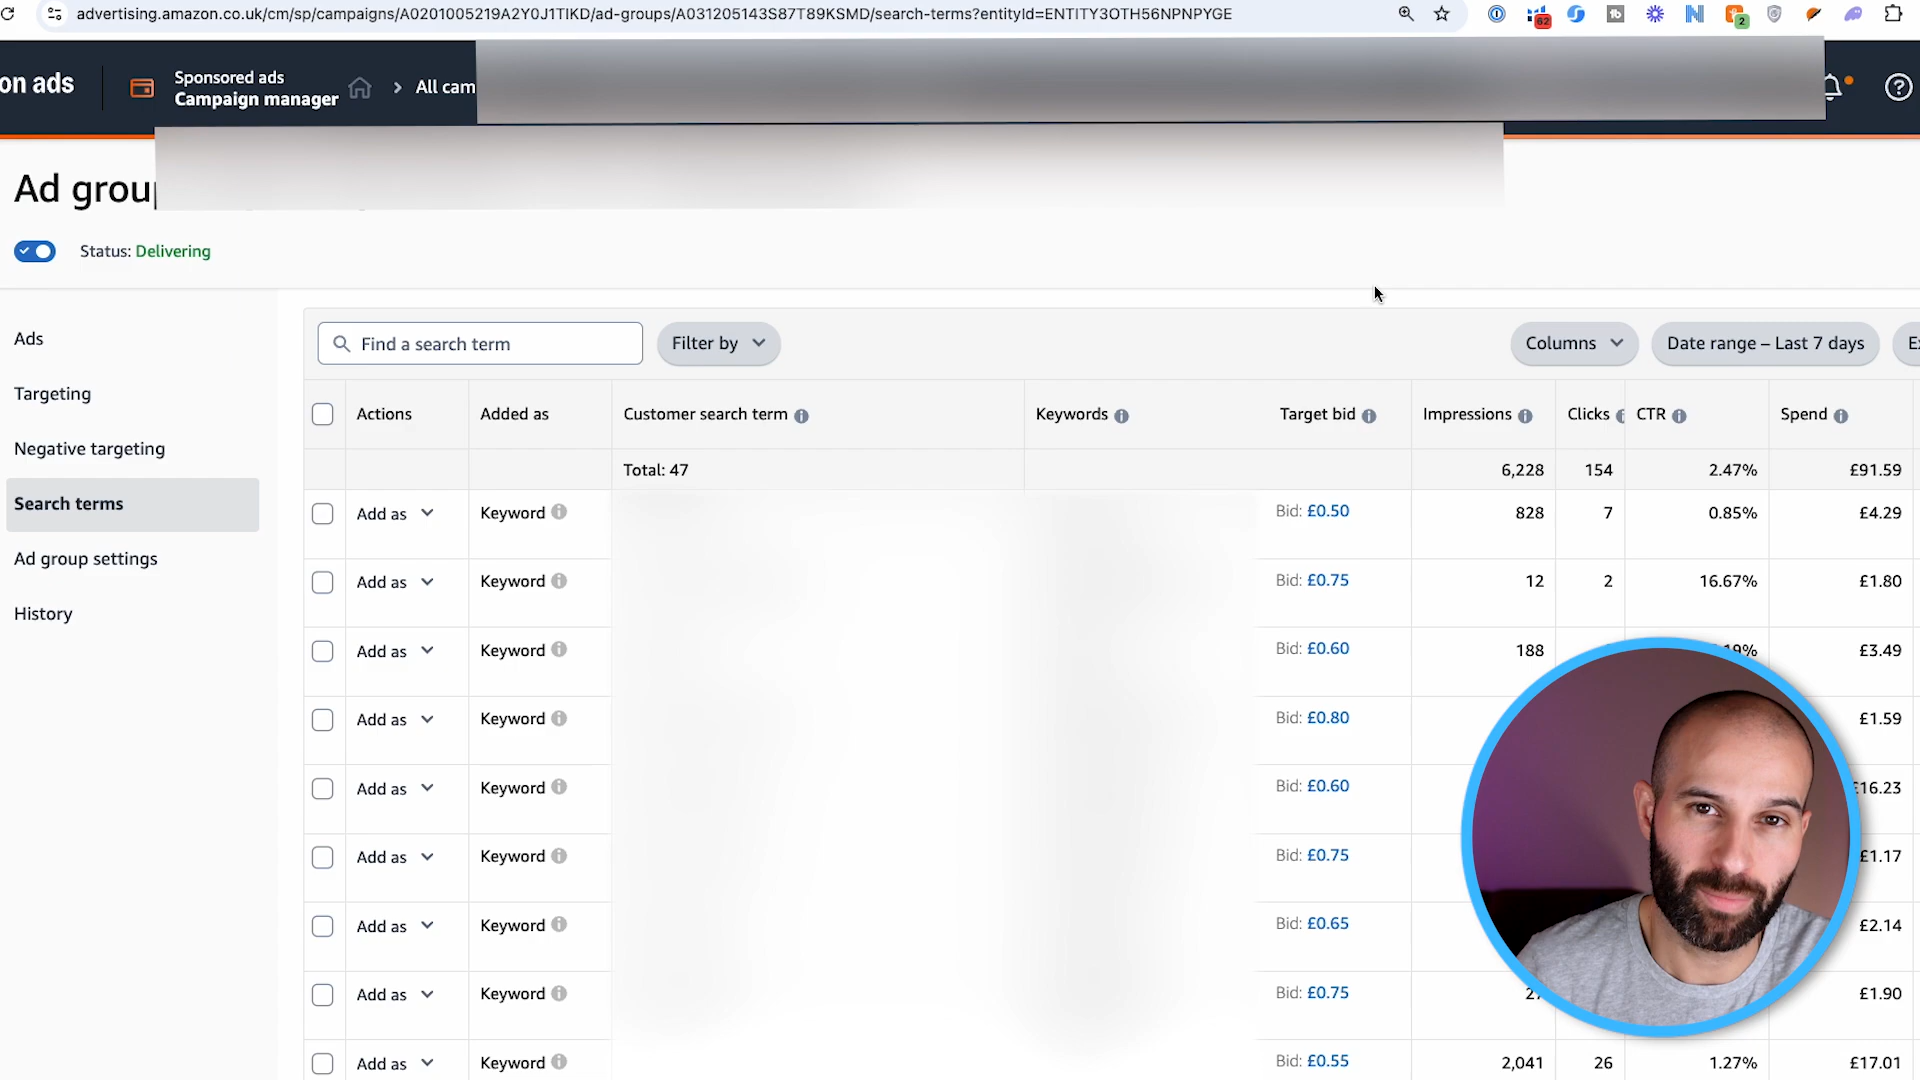 advertising.amazon.co.uk/cm/sp/campaigns/A0201005219A2Y0J1TIKD/ad-groups/A031205143S87T89KSMD/search-terms?entityId=ENTITY3OTH56NPNPYGE
62
2
on ads
Sponsored ads
Campaign manager
All cam
Ad grou
Status: Delivering
Ads
Targeting
Negative targeting
Search terms
Ad group settings
History
Find a search term
Filter by
Columns
Date range – Last 7 days
Actions Added as Customer search term Keywords Target bid Impressions Clicks CTR Spend
Total: 47 6,228 154 2.47% £91.59
Add as Keyword Bid: £0.50 828 7 0.85% £4.29
Add as Keyword Bid: £0.75 12 2 16.67% £1.80
Add as Keyword Bid: £0.60 188 £3.49
Add as Keyword Bid: £0.80 £1.59
Add as Keyword Bid: £0.60 £16.23
Add as Keyword Bid: £0.75 £1.17
Add as Keyword Bid: £0.65 £2.14
Add as Keyword Bid: £0.75 £1.90
Add as Keyword Bid: £0.55 2,041 26 1.27% £17.01